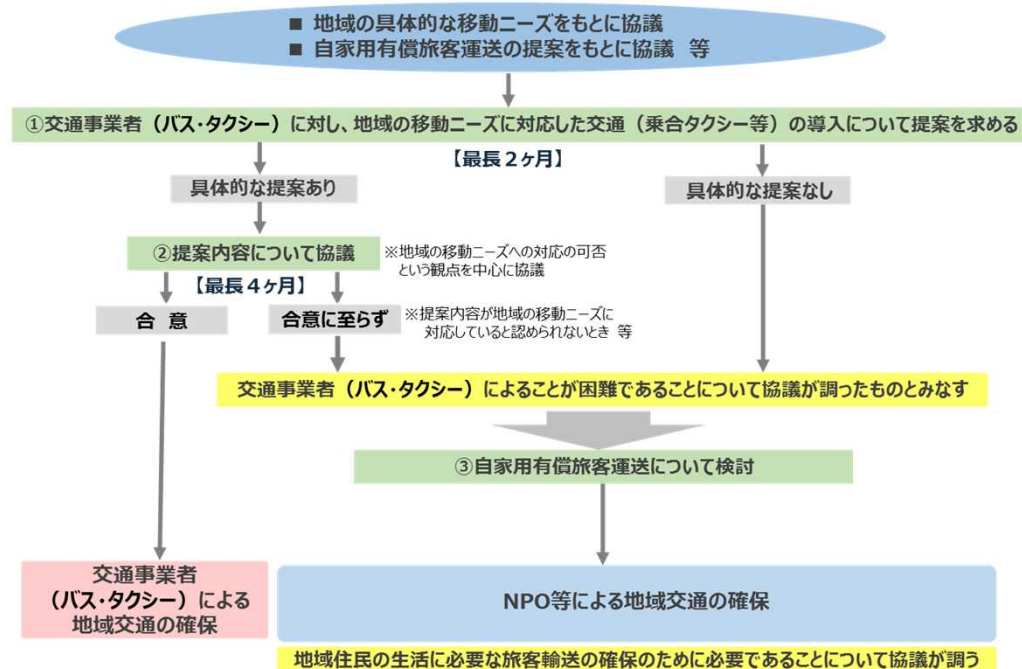 ■ 地域の具体的な移動ニーズをもとに協議
■ 自家用有償旅客運送の提案をもとに協議 等
①交通事業者（バス・タクシー）に対し、地域の移動ニーズに対応した交通（乗合タクシー等）の導入について提案を求める
【最長２ヶ月】
具体的な提案あり
具体的な提案なし
②提案内容について協議
※地域の移動ニーズへの対応の可否
という観点を中心に協議
【最長４ヶ月】
合 意
合意に至らず
※提案内容が地域の移動ニーズに
対応していると認められないとき 等
交通事業者（バス・タクシー）によることが困難であることについて協議が調ったものとみなす
③自家用有償旅客運送について検討
交通事業者
（バス・タクシー）による
地域交通の確保
NPO等による地域交通の確保
地域住民の生活に必要な旅客輸送の確保のために必要であることについて協議が調う